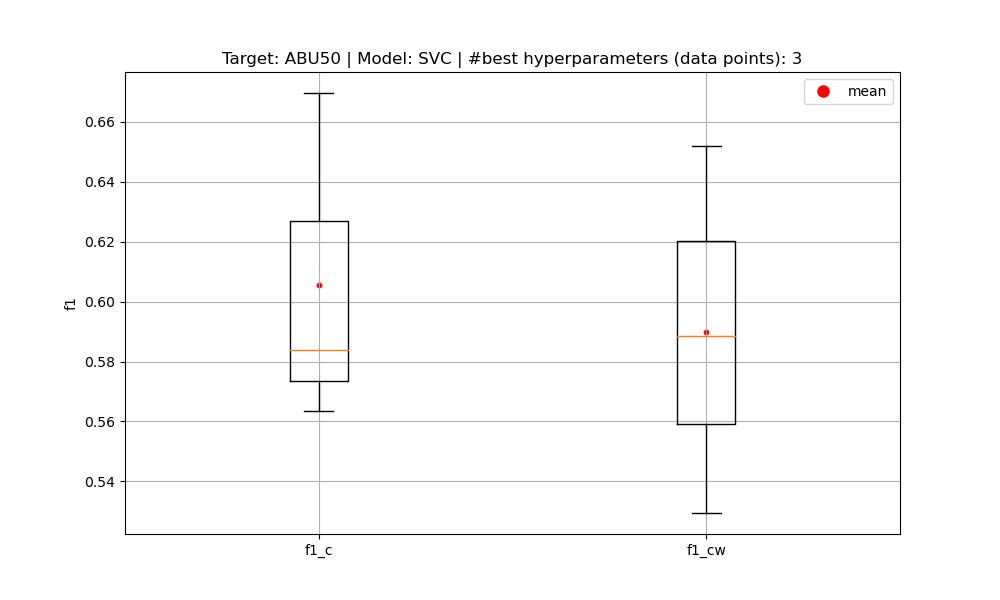 Target: ABU50 | Model: SVC | #best hyperparameters (data points): 3
mean
0.66
0.64
0.62
0.60
0.58
0.56
0.54
f1
f1_c
f1_cw